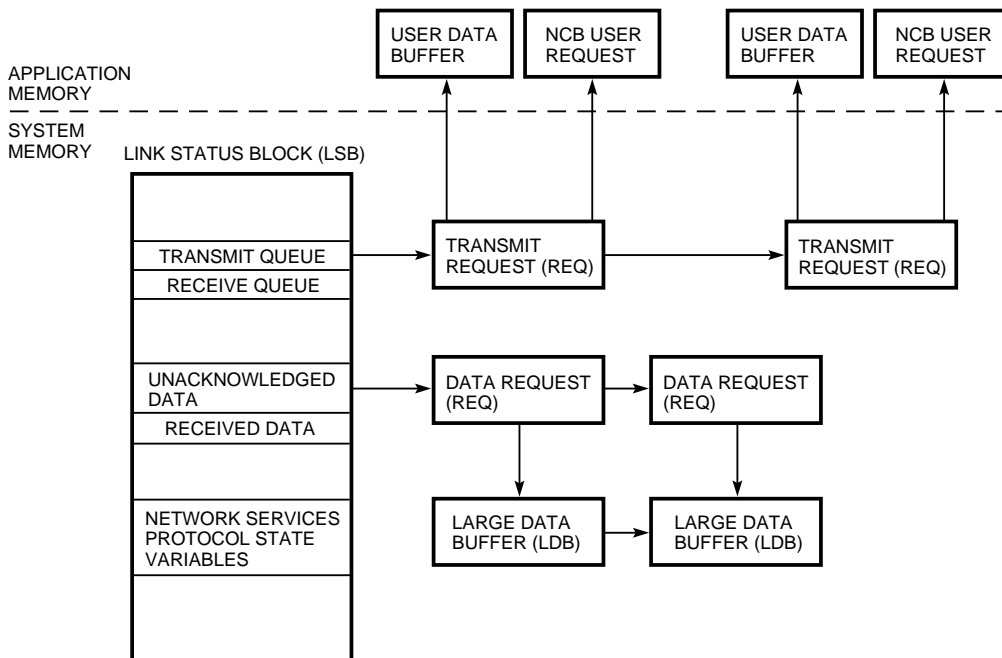 USER DATA
BUFFER
NCB USER
REQUEST
USER DATA
BUFFER
NCB USER
REQUEST
APPLICATION
MEMORY
SYSTEM
MEMORY
LINK STATUS BLOCK (LSB)
TRANSMIT QUEUE
RECEIVE QUEUE
UNACKNOWLEDGED
DATA
RECEIVED DATA
NETWORK SERVICES
PROTOCOL STATE
VARIABLES
TRANSMIT
REQUEST (REQ)
TRANSMIT
REQUEST (REQ)
DATA REQUEST
(REQ)
DATA REQUEST
(REQ)
LARGE DATA
BUFFER (LDB)
LARGE DATA
BUFFER (LDB)